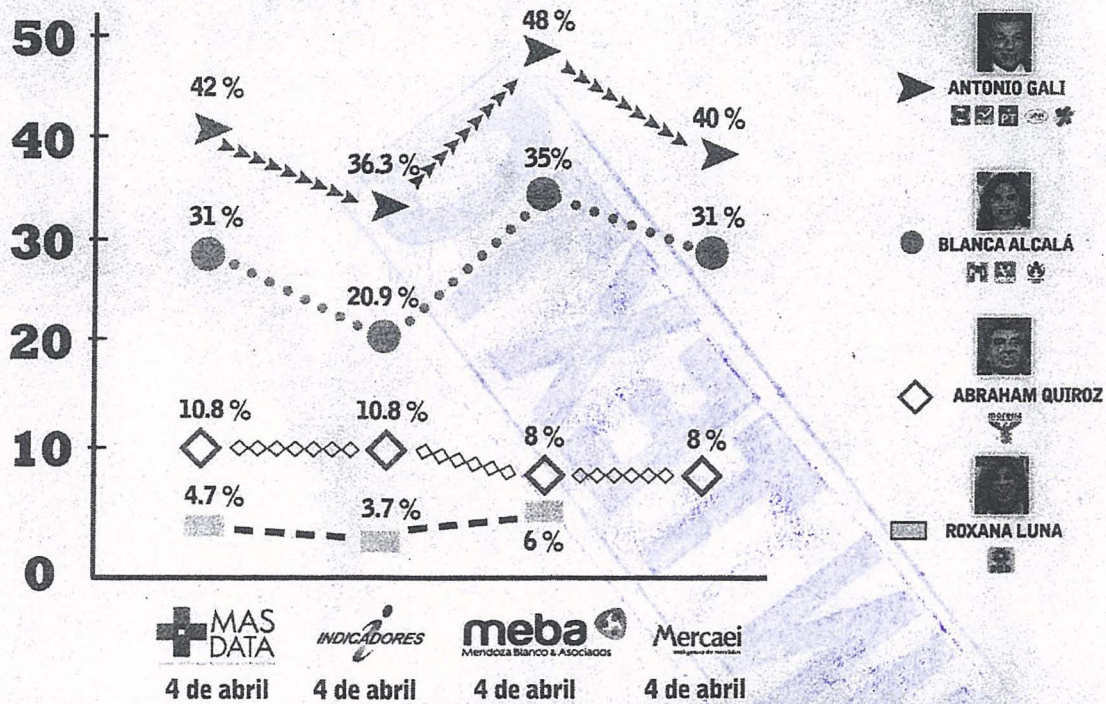 50
40
30
20
10
0
42 %
36.3 %
48 %
40 %
31 %
20.9 %
35%
31 %
10.8 %
10.8 %
8 %
8 %
4.7 %
3.7 %
6 %
ANTONIO GALI
PT
BLANCA ALCALÁ
ABRAHAM QUIROZ
morena
ROXANA LUNA
MAS
DATA
INDICADORES
meba
Mendoza Blanco & Asociados
Mercaei
4 de abril
4 de abril
4 de abril
4 de abril